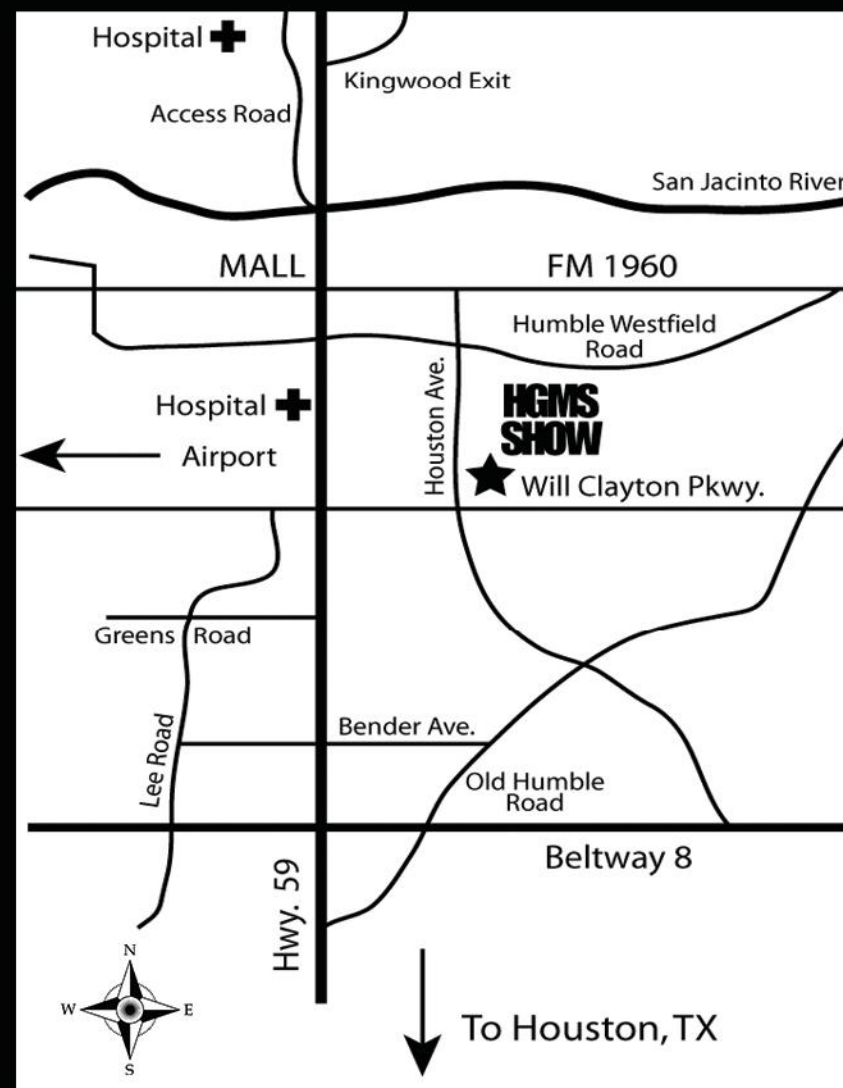 Hospital
Kingwood Exit
Access Road
San Jacinto River
MALL
FM 1960
Humble Westfield
Road
Houston Ave.
HGMS
SHOW
Hospital
Airport
Will Clayton Pkwy.
Greens Road
Lee Road
Bender Ave.
Old Humble
Road
Beltway 8
Hwy. 59
N
W
E
S
To Houston, TX